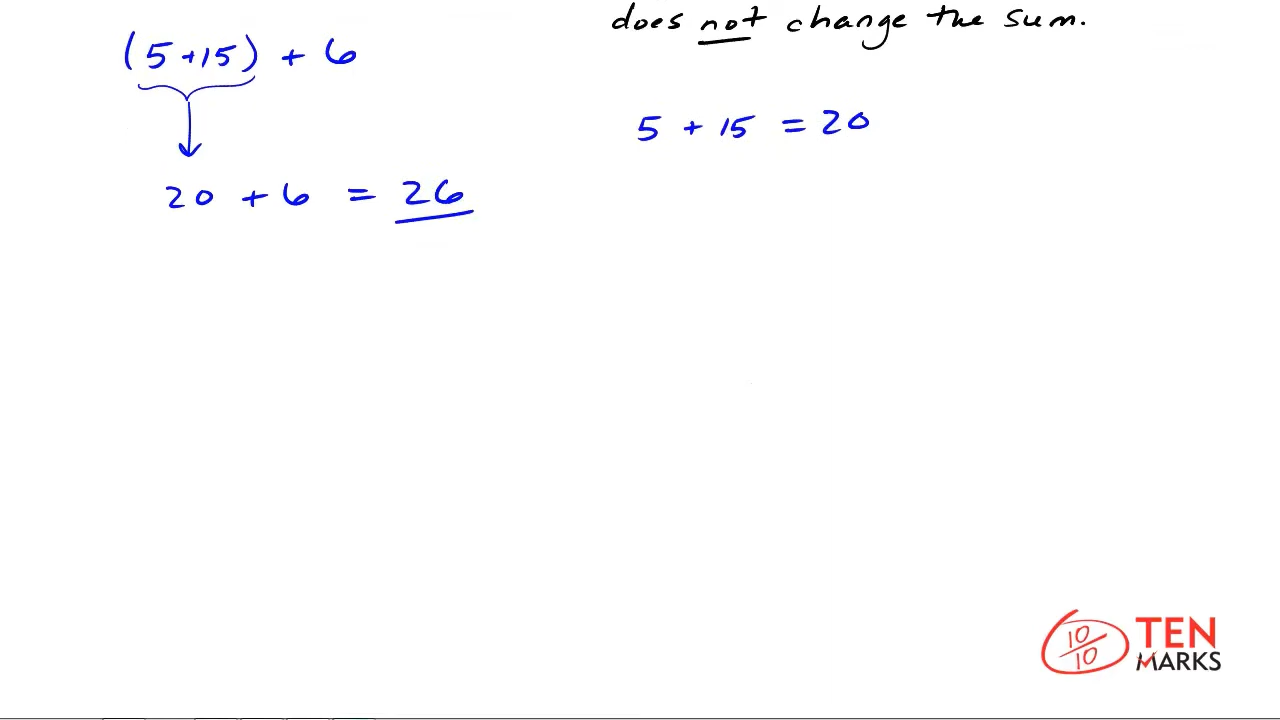 does not change the sum.
(5+15) + 6
5 + 15 = 20
20 + 6 = 26
10/10
TEN
MARKS